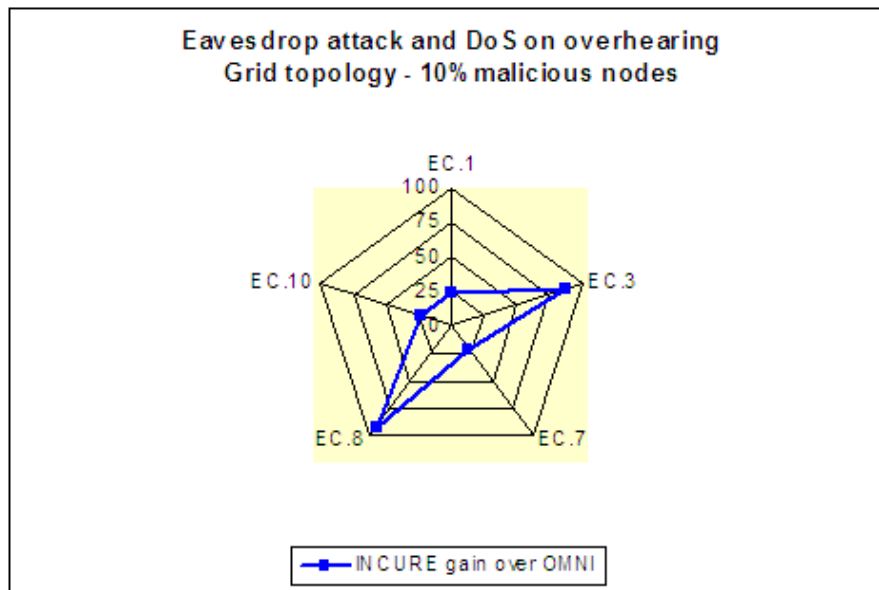 Eavesdrop attack and DoS on overhearing
Grid topology - 10% malicious nodes
EC.1
100
75
50
25
0
EC.10
EC.3
EC.8
EC.7
INCURE gain over OMNI